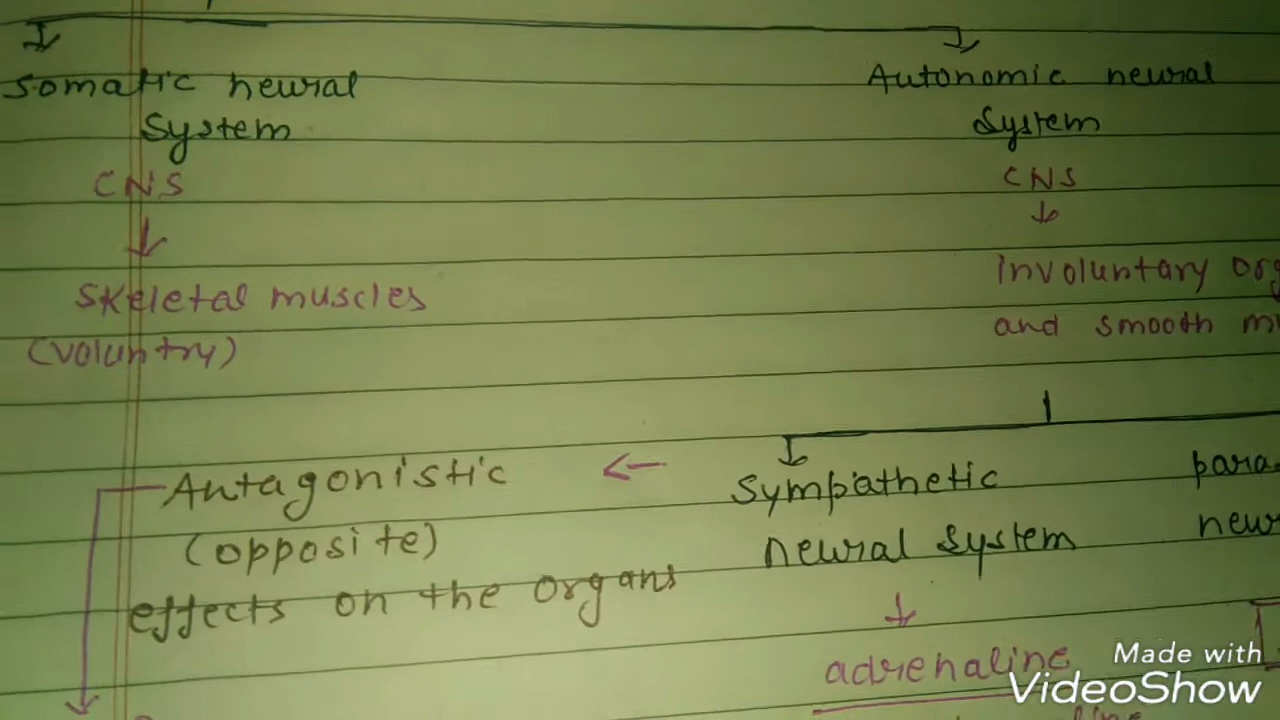 Somatic neural
System
CNS
Skeletal muscles
(voluntry)
Autonomic neural
System
CNS
involuntary
and smooth
Antagonistic
(opposite)
effects on the organs
Sympathetic
neural system
adrenaline
Made with
VideoShow